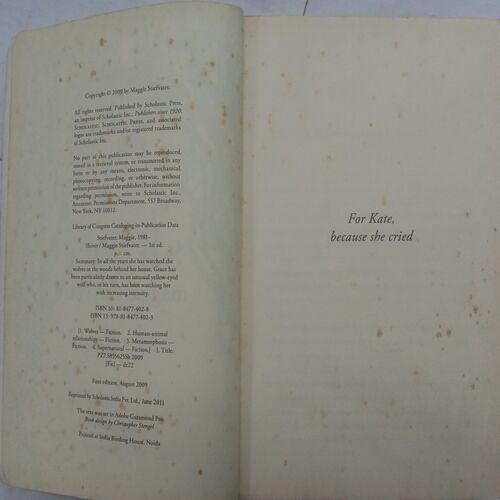 Copyright © 2009 by Maggie Stiefvater.
All rights reserved. Published by Scholastic Press,
an imprint of Scholastic Inc., Publishers since 1920.
SCHOLASTIC, SCHOLASTIC PRESS, and associated
logos are trademarks and/or registered trademarks
of Scholastic Inc.
No part of this publication may be reproduced,
stored in a retrieval system, or transmitted in any
form or by any means, electronic, mechanical,
photocopying, recording, or otherwise, without
written permission of the publisher. For information
regarding permission, write to Scholastic Inc.,
Attention: Permissions Department, 557 Broadway,
New York, NY 10012.
Library of Congress Cataloging-in-Publication Data
Stiefvater, Maggie, 1981–
Shiver / Maggie Stiefvater. — 1st ed.
p. cm.
Summary: In all the years she has watched the
wolves in the woods behind her house, Grace has
been particularly drawn to an unusual yellow-eyed
wolf who, in his turn, has been watching her
with increasing intensity.
ISBN 10: 81-8477-402-8
ISBN 13: 978-81-8477-402-3
[1. Wolves — Fiction. 2. Human-animal
relationship — Fiction. 3. Metamorphosis —
Fiction. 4. Supernatural — Fiction.] I. Title.
PZ7.S855625Sh 2009
[Fic] — dc22
First edition, August 2009
Reprinted by Scholastic India Pvt. Ltd., June 2011
The text was set in Adobe Garamond Pro.
Book design by Christopher Stengel
Printed at India Binding House, Noida
For Kate,
because she cried